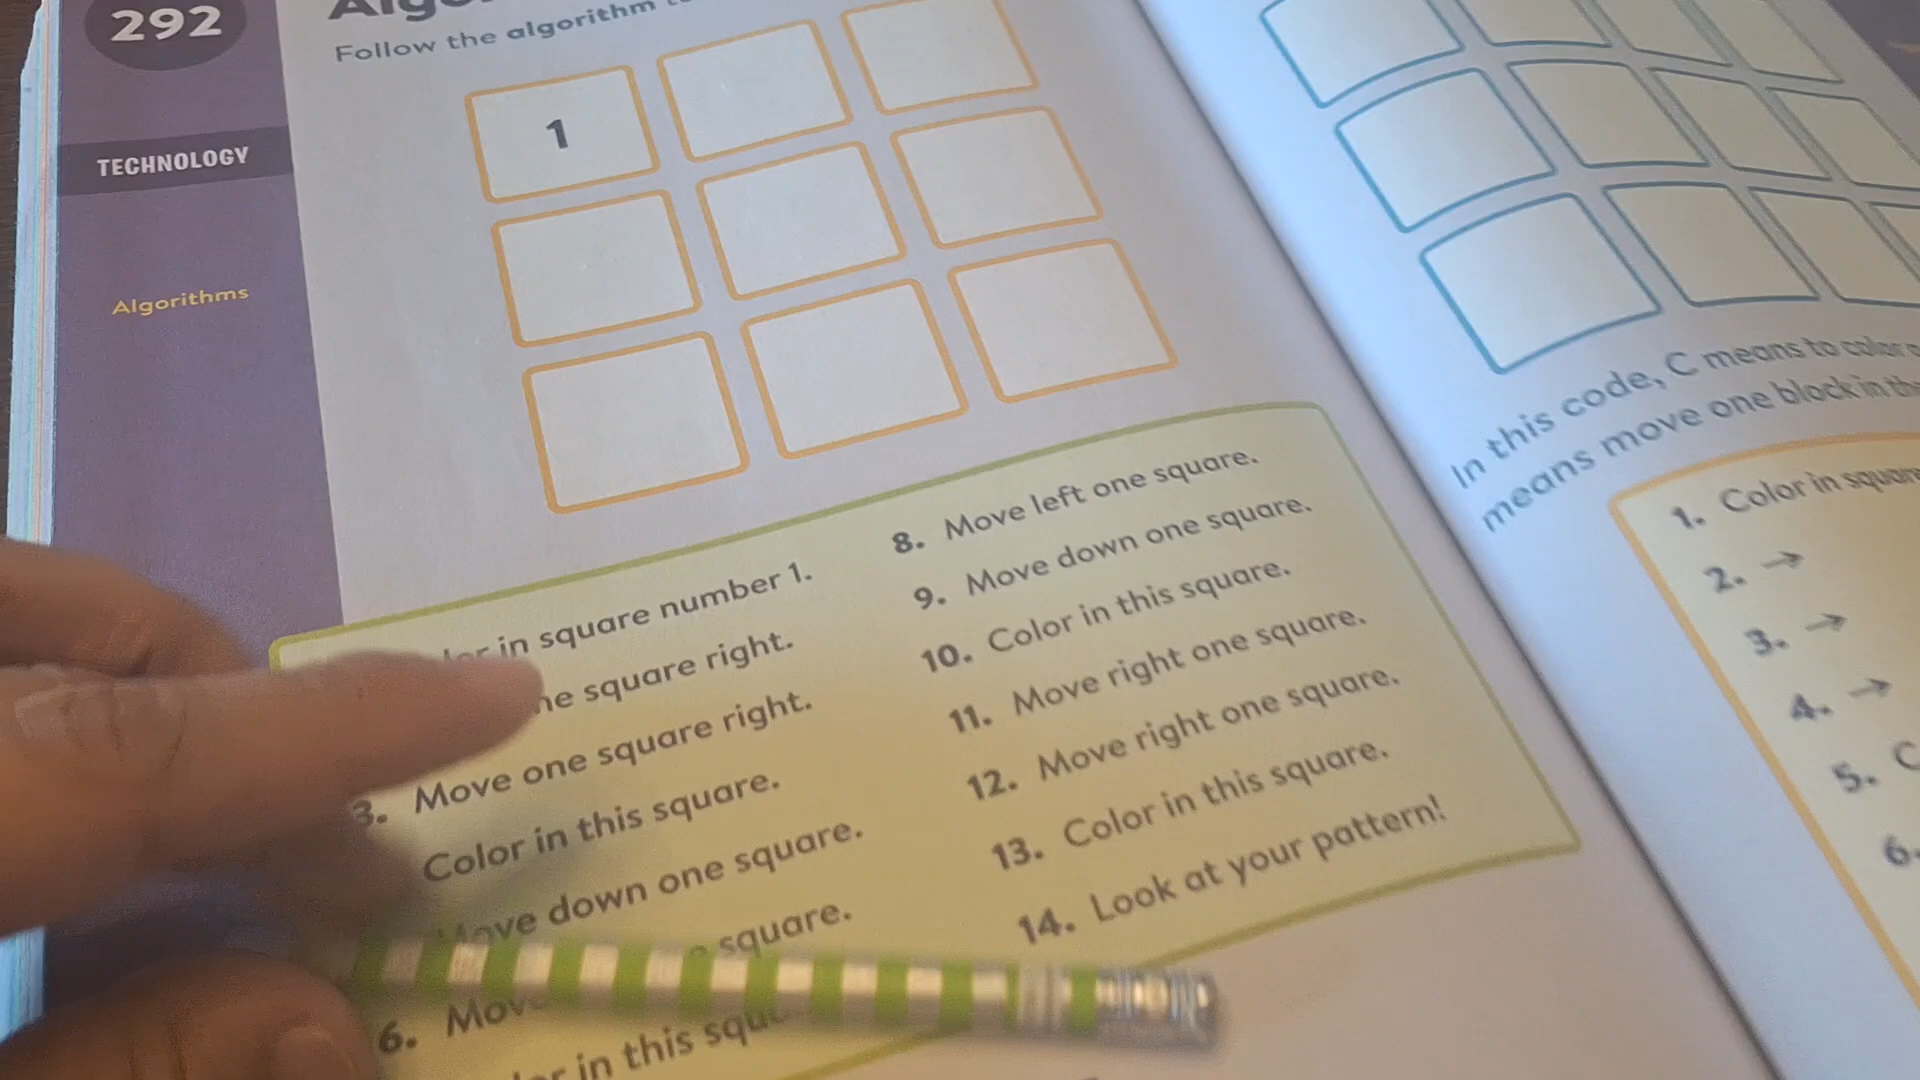 292
TECHNOLOGY
Algorithms
Follow the algorithm
1
in square number 1.
square right.
3. Move one square right.
Color in this square.
Move down one square.
square.
6.
in this
8. Move left one square.
9. Move down one square.
10. Color in this square.
11. Move right one square.
12. Move right one square.
13. Color in this square.
14. Look at your pattern!
In this code, C means to color
means move one block in
1. Color in
2. →
3. →
4. →
5. C
6.